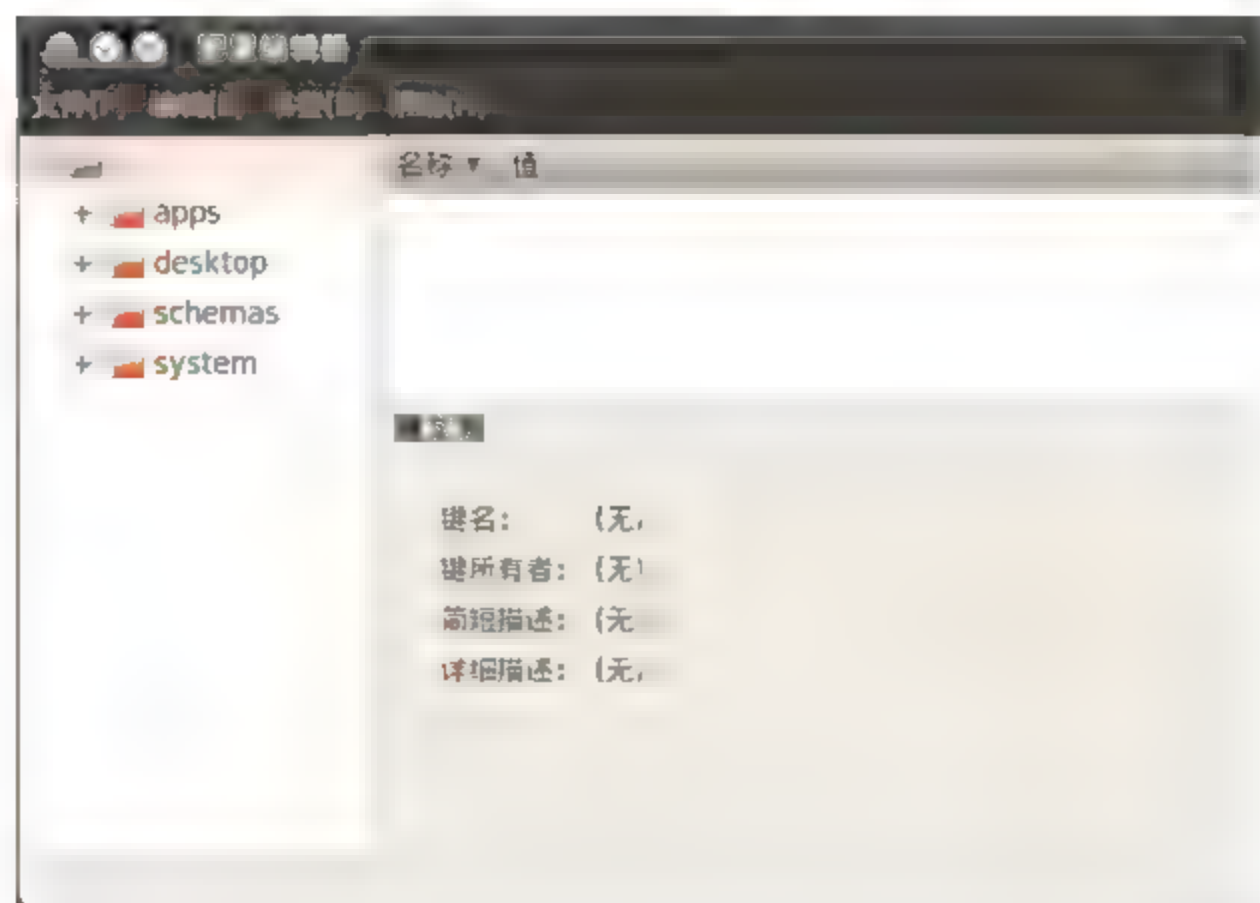 名称 ▼ 值
+ apps
+ desktop
+ schemas
+ system
键名： (无
键所有者： (无
简短描述： (无
详细描述： (无